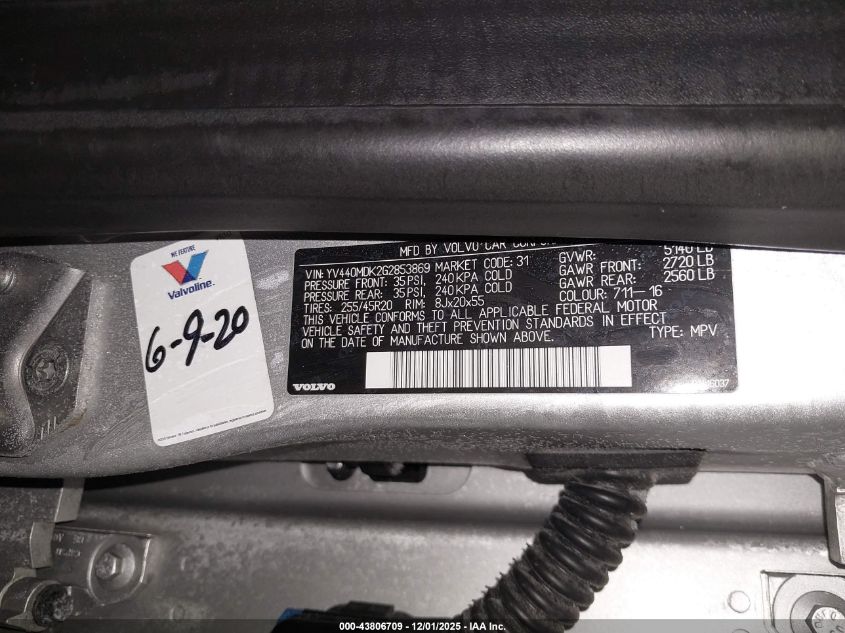 MFD BY VOLVO CAR
VIN: YV440MDK2G2853869 MARKET CODE: 31 GVWR: 5140 LB
PRESSURE FRONT: 35 PSI, 240 KPA COLD GAWR FRONT: 2720 LB
PRESSURE REAR: 35 PSI, 240 KPA COLD GAWR REAR: 2560 LB
TIRES: 255/45R20 RIM: 8Jx20x55 COLOUR: 711-16
THIS VEHICLE CONFORMS TO ALL APPLICABLE FEDERAL MOTOR
VEHICLE SAFETY AND THEFT PREVENTION STANDARDS IN EFFECT
ON THE DATE OF MANUFACTURE SHOWN ABOVE. TYPE: MPV
VOLVO
WE FEATURE
Valvoline.
6-9-20
000-43806709 - 12/01/2025 - IAA Inc.